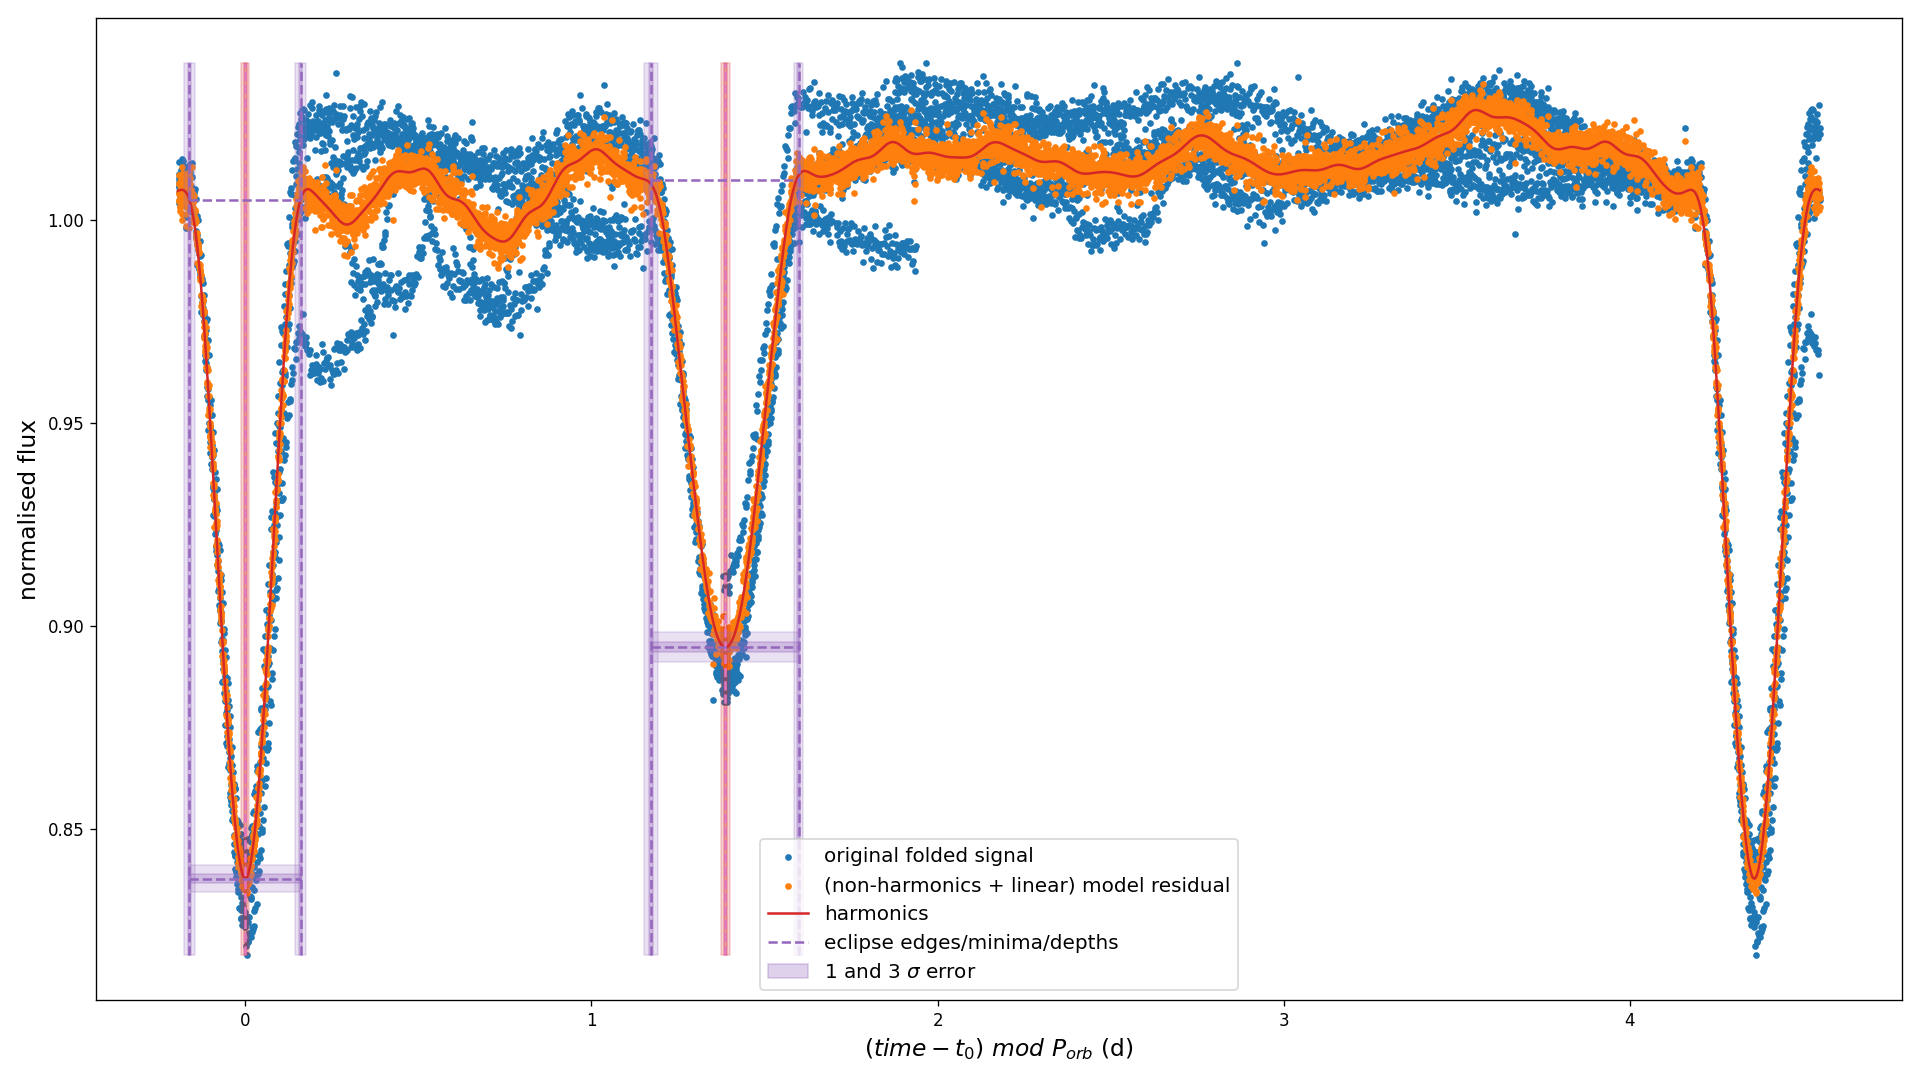 normalised flux
1.00
0.95
0.90
0.85
original folded signal
(non-harmonics + linear) model residual
harmonics
eclipse edges/minima/depths
1 and 3 σ error
0 1 2 3 4
(time − t₀) mod Pₒᵣ♭ (d)